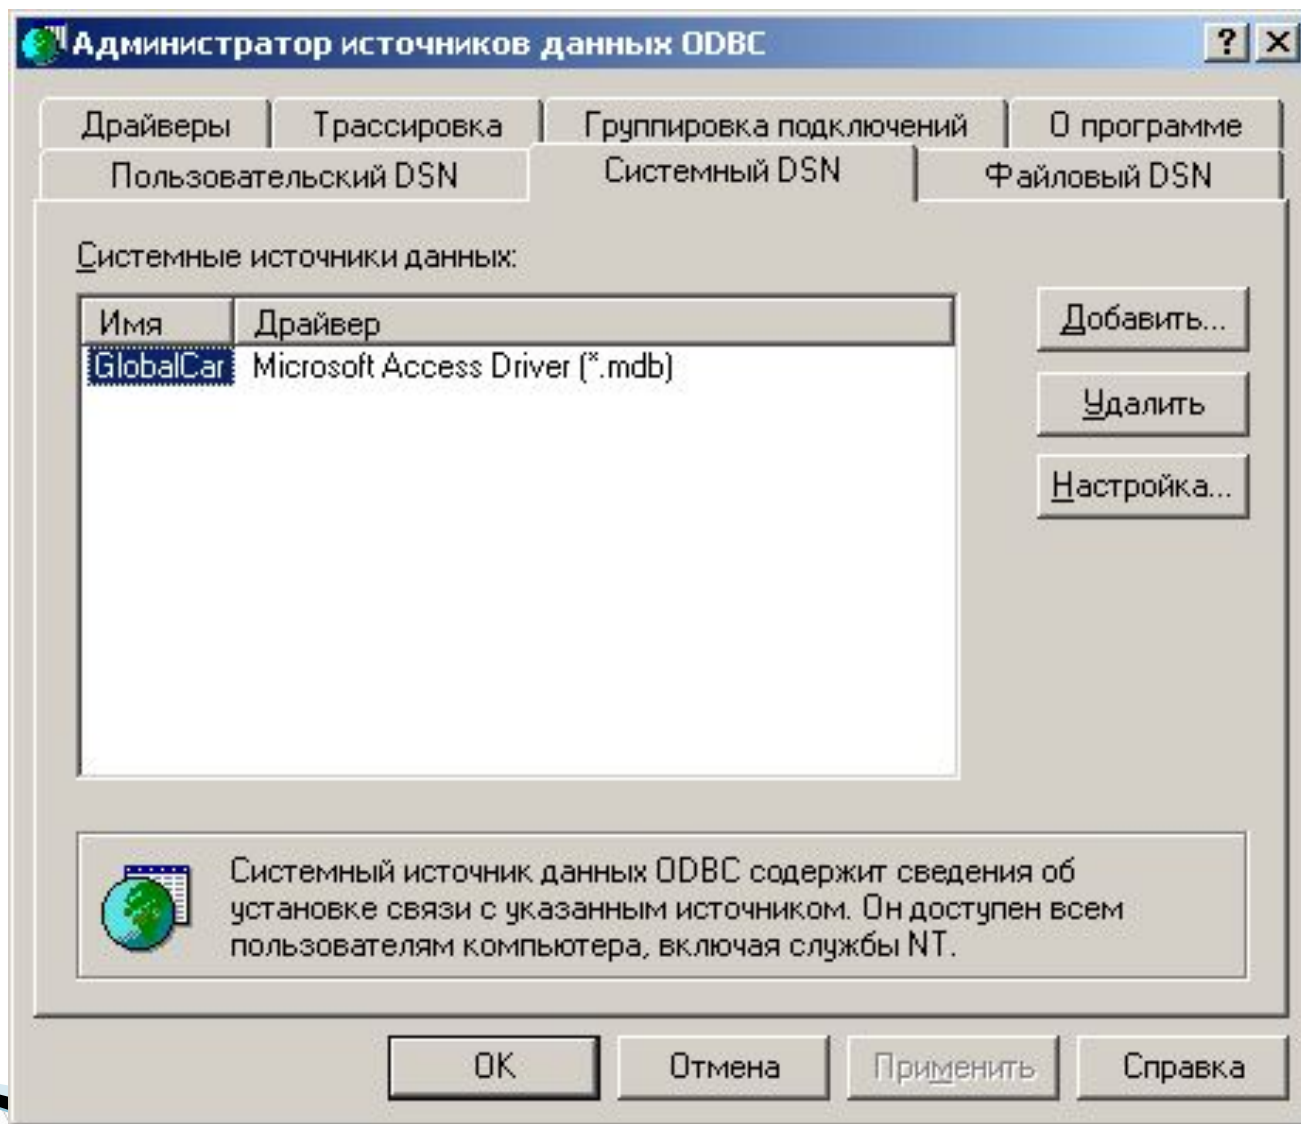 Администратор источников данных ODBC
Драйверы Трассировка Группировка подключений О программе
Пользовательский DSN Системный DSN Файловый DSN
Системные источники данных:
Имя Драйвер
GlobalCar Microsoft Access Driver (*.mdb)
Добавить...
Удалить
Настройка...
Системный источник данных ODBC содержит сведения об
установке связи с указанным источником. Он доступен всем
пользователям компьютера, включая службы NT.
OK Отмена Применить Справка